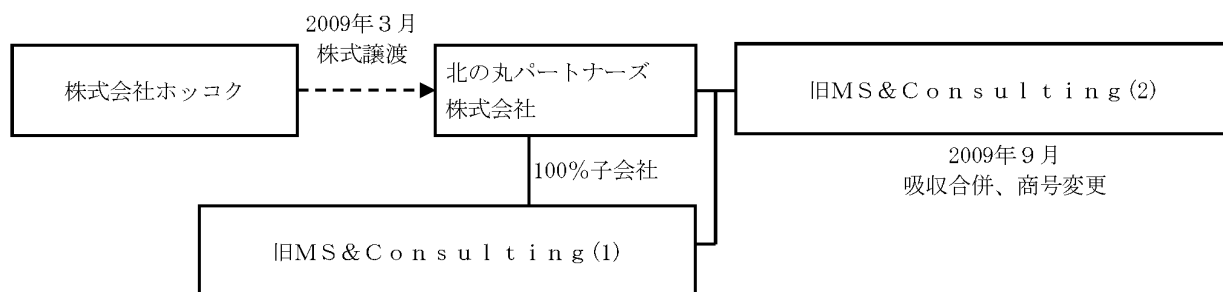 2009年3月
株式譲渡
株式会社ホッコク
北の丸パートナーズ
株式会社
旧MS&Consulting(2)
2009年9月
吸収合併、商号変更
100%子会社
旧MS&Consulting(1)